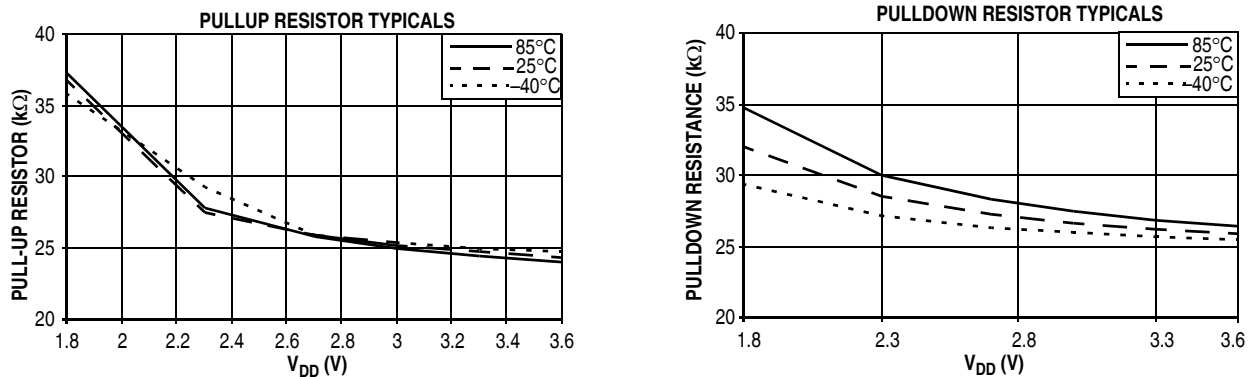 PULLUP RESISTOR TYPICALS
PULL-UP RESISTOR (kΩ)
40
35
30
25
20
85°C
25°C
–40°C
1.8 2 2.2 2.4 2.6 2.8 3 3.2 3.4 3.6
VDD (V)
PULLDOWN RESISTOR TYPICALS
PULLDOWN RESISTANCE (kΩ)
40
35
30
25
20
85°C
25°C
–40°C
1.8 2.3 2.8 3.3 3.6
VDD (V)